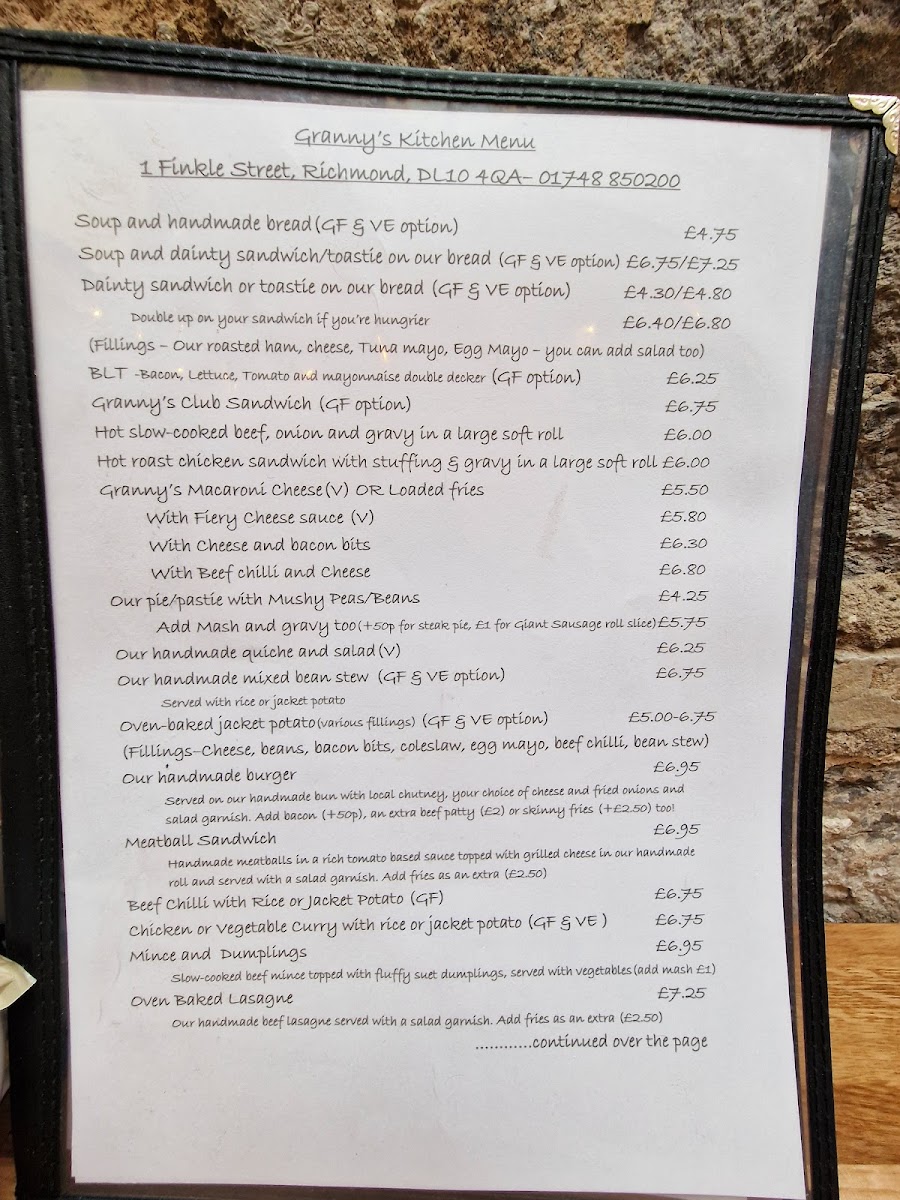 Granny's Kitchen Menu
1 Finkle Street, Richmond, DL10 4QA- 01748 850200
Soup and handmade bread(GF & VE option) £4.75
Soup and dainty sandwich/toastie on our bread (GF & VE option) £6.75/£7.25
Dainty sandwich or toastie on our bread (GF & VE option) £4.30/£4.80
Double up on your sandwich if you're hungrier £6.40/£6.80
(Fillings – Our roasted ham, cheese, Tuna mayo, Egg Mayo – you can add salad too)
BLT -Bacon, Lettuce, Tomato and mayonnaise double decker (GF option) £6.25
Granny's Club Sandwich (GF option) £6.75
Hot slow-cooked beef, onion and gravy in a large soft roll £6.00
Hot roast chicken sandwich with stuffing & gravy in a large soft roll £6.00
Granny's Macaroni Cheese(V) OR Loaded fries £5.50
With Fiery Cheese sauce (V) £5.80
With Cheese and bacon bits £6.30
With Beef chilli and Cheese £6.80
Our pie/pastie with Mushy Peas/Beans £4.25
Add Mash and gravy too(+50p for steak pie, £1 for Giant Sausage roll slice)£5.75
Our handmade quiche and salad(V) £6.25
Our handmade mixed bean stew (GF & VE option) £6.75
Served with rice or jacket potato
Oven-baked jacket potato(various fillings) (GF & VE option) £5.00-6.75
(Fillings–Cheese, beans, bacon bits, coleslaw, egg mayo, beef chilli, bean stew)
Our handmade burger £6.95
Served on our handmade bun with local chutney, your choice of cheese and fried onions and
salad garnish. Add bacon (+50p), an extra beef patty (£2) or skinny fries (+£2.50) too!
Meatball Sandwich £6.95
Handmade meatballs in a rich tomato based sauce topped with grilled cheese in our handmade
roll and served with a salad garnish. Add fries as an extra (£2.50)
Beef Chilli with Rice or Jacket Potato (GF) £6.75
Chicken or Vegetable Curry with rice or jacket potato (GF & VE ) £6.75
Mince and Dumplings £6.95
Slow-cooked beef mince topped with fluffy suet dumplings, served with vegetables(add mash £1)
Oven Baked Lasagne £7.25
Our handmade beef lasagne served with a salad garnish. Add fries as an extra (£2.50)
............continued over the page